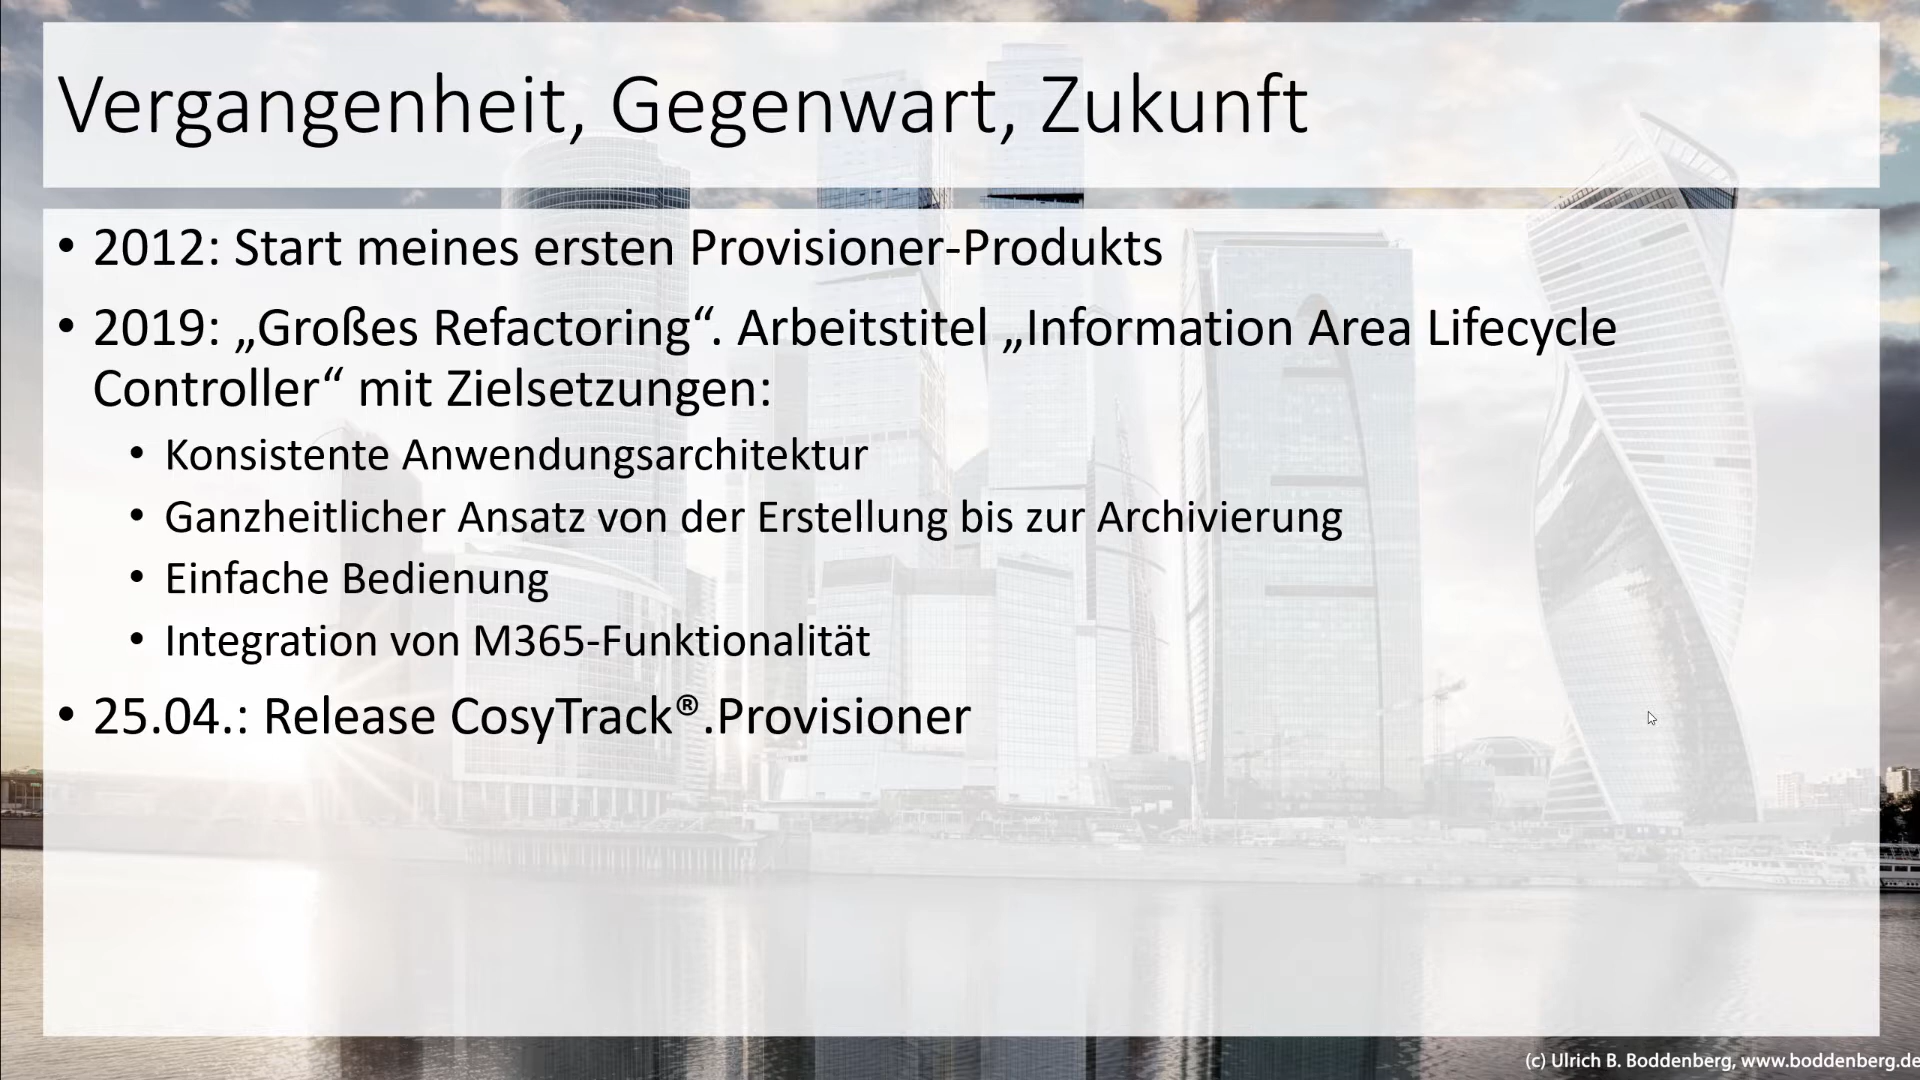 Vergangenheit, Gegenwart, Zukunft
• 2012: Start meines ersten Provisioner-Produkts
• 2019: „Großes Refactoring“. Arbeitstitel „Information Area Lifecycle
Controller“ mit Zielsetzungen:
• Konsistente Anwendungsarchitektur
• Ganzheitlicher Ansatz von der Erstellung bis zur Archivierung
• Einfache Bedienung
• Integration von M365-Funktionalität
• 25.04.: Release CosyTrack®.Provisioner
(c) Ulrich B. Boddenberg, www.boddenberg.de